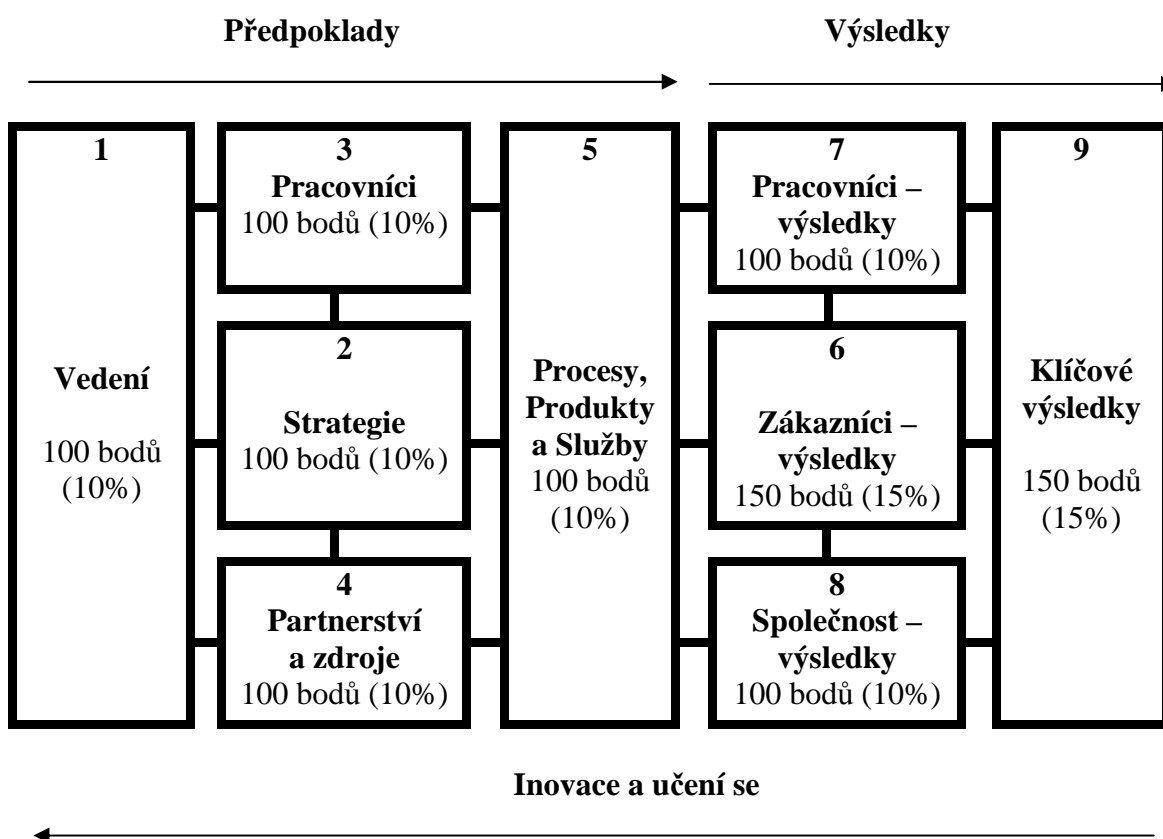 Předpoklady
Výsledky
1
Vedení
100 bodů
(10%)
3
Pracovníci
100 bodů (10%)
2
Strategie
100 bodů (10%)
4
Partnerství
a zdroje
100 bodů (10%)
5
Procesy,
Produkty
a Služby
100 bodů
(10%)
7
Pracovníci –
výsledky
100 bodů (10%)
6
Zákazníci –
výsledky
150 bodů (15%)
8
Společnost –
výsledky
100 bodů (10%)
9
Klíčové
výsledky
150 bodů
(15%)
Inovace a učení se